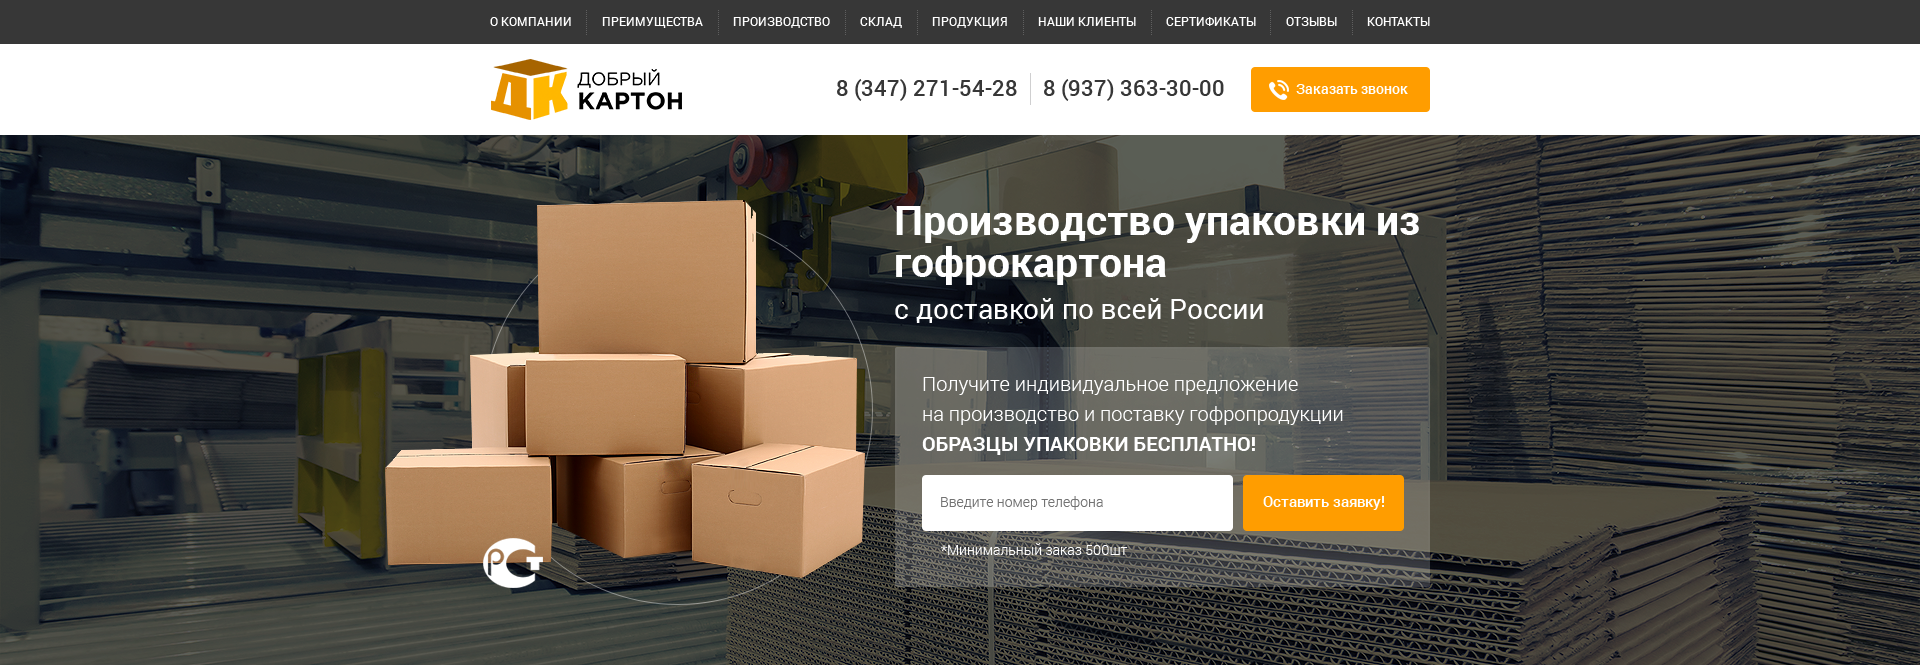 О КОМПАНИИ ПРЕИМУЩЕСТВА ПРОИЗВОДСТВО СКЛАД ПРОДУКЦИЯ НАШИ КЛИЕНТЫ СЕРТИФИКАТЫ ОТЗЫВЫ КОНТАКТЫ
ДК ДОБРЫЙ
КАРТОН
8 (347) 271-54-28 8 (937) 363-30-00 Заказать звонок
Производство упаковки из
гофрокартона
с доставкой по всей России
Получите индивидуальное предложение
на производство и поставку гофропродукции
ОБРАЗЦЫ УПАКОВКИ БЕСПЛАТНО!
Введите номер телефона Оставить заявку!
*Минимальный заказ 500шт
РСТ